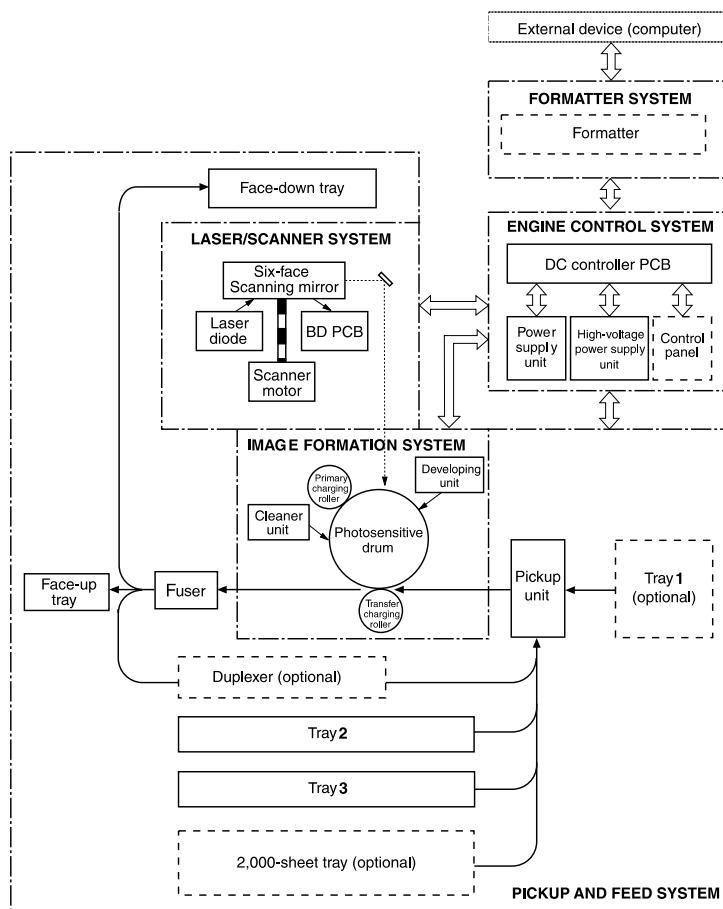 External device (computer)
FORMATTER SYSTEM
Formatter
Face-down tray
LASER/SCANNER SYSTEM
Six-face
Scanning mirror
Laser
diode
BD PCB
Scanner
motor
ENGINE CONTROL SYSTEM
DC controller PCB
Power
supply
unit
High-voltage
power supply
unit
Control
panel
IMAGE FORMATION SYSTEM
Primary
charging
roller
Developing
unit
Cleaner
unit
Photosensitive
drum
Face-up
tray
Fuser
Transfer
charging
roller
Pickup
unit
Tray 1
(optional)
Duplexer (optional)
Tray 2
Tray 3
2,000-sheet tray (optional)
PICKUP AND FEED SYSTEM